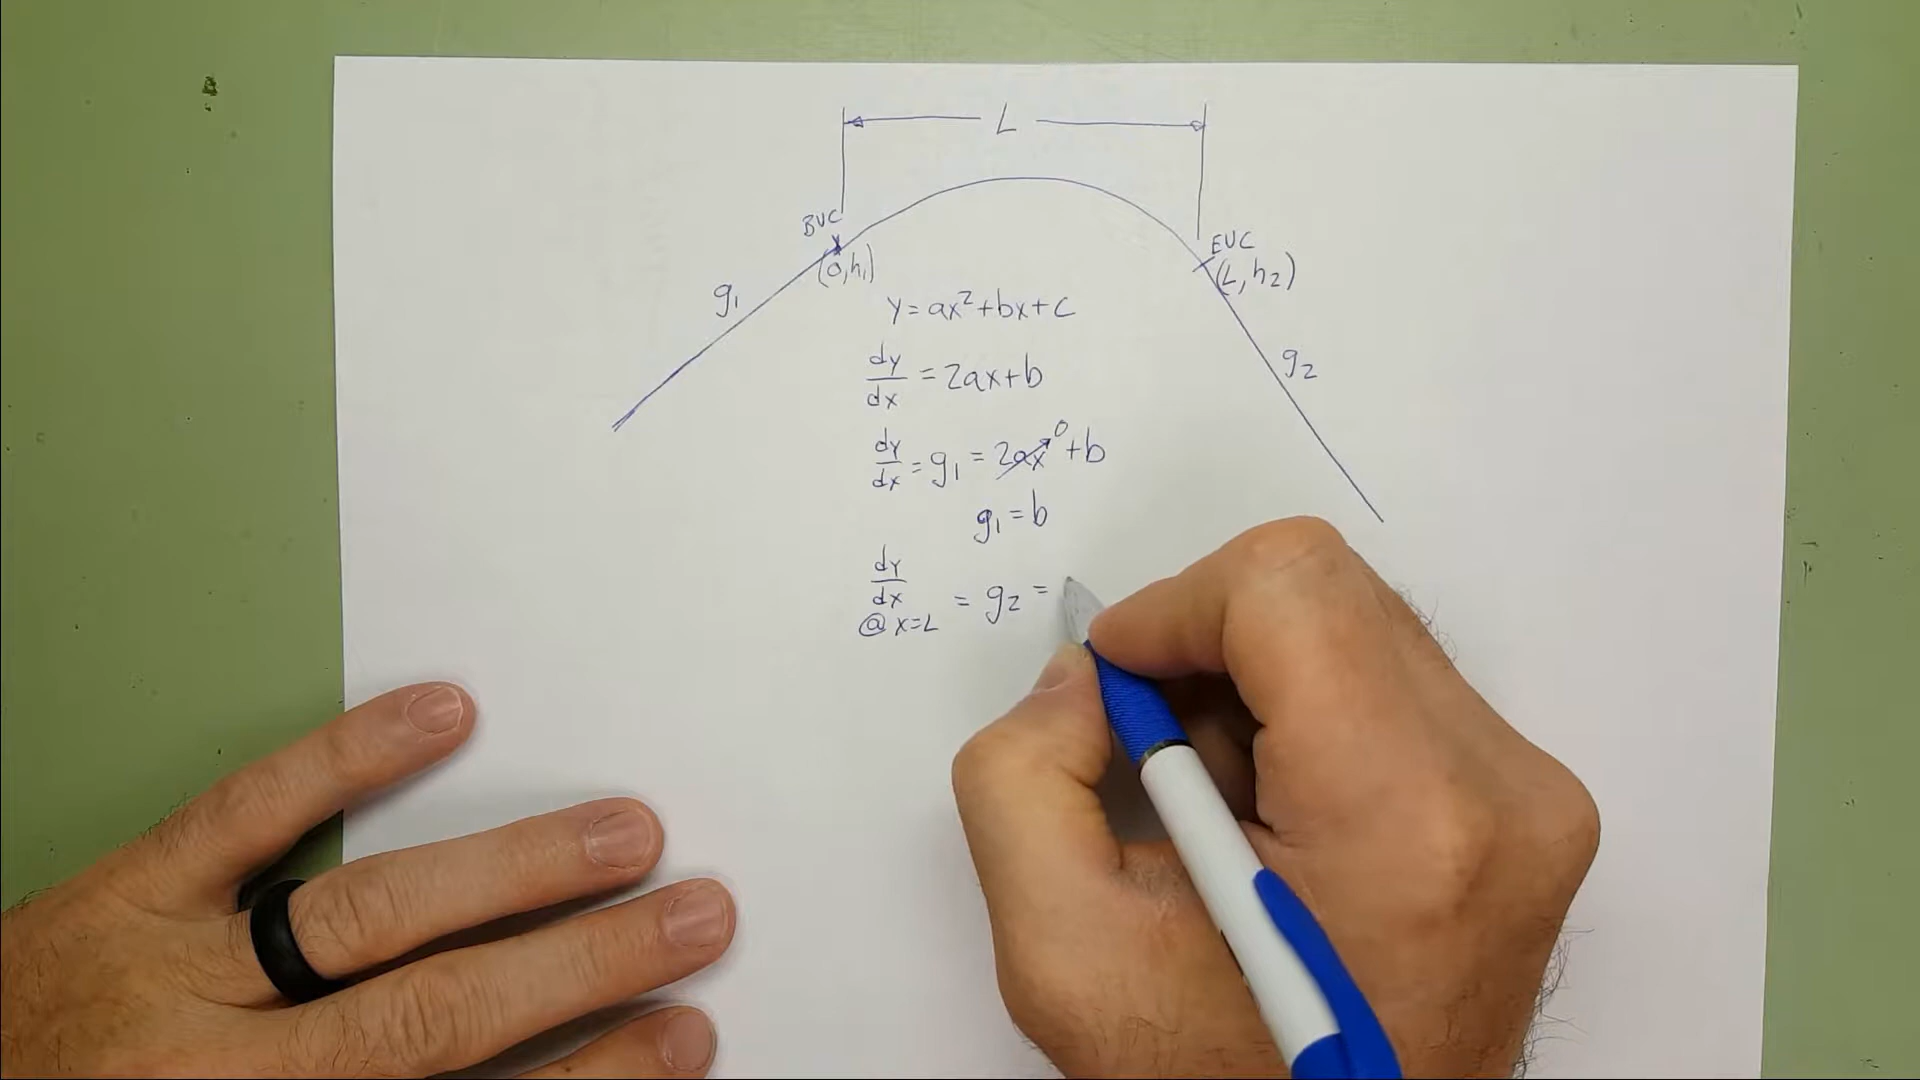 L
BVC
(0,h₁)
EVC
(L,h₂)
g₁
g₂
y=ax²+bx+c
dy/dx = 2ax+b
dy/dx = g₁ = 2ax⁰ +b
g₁ = b
dy/dx @ x=L = g₂ =